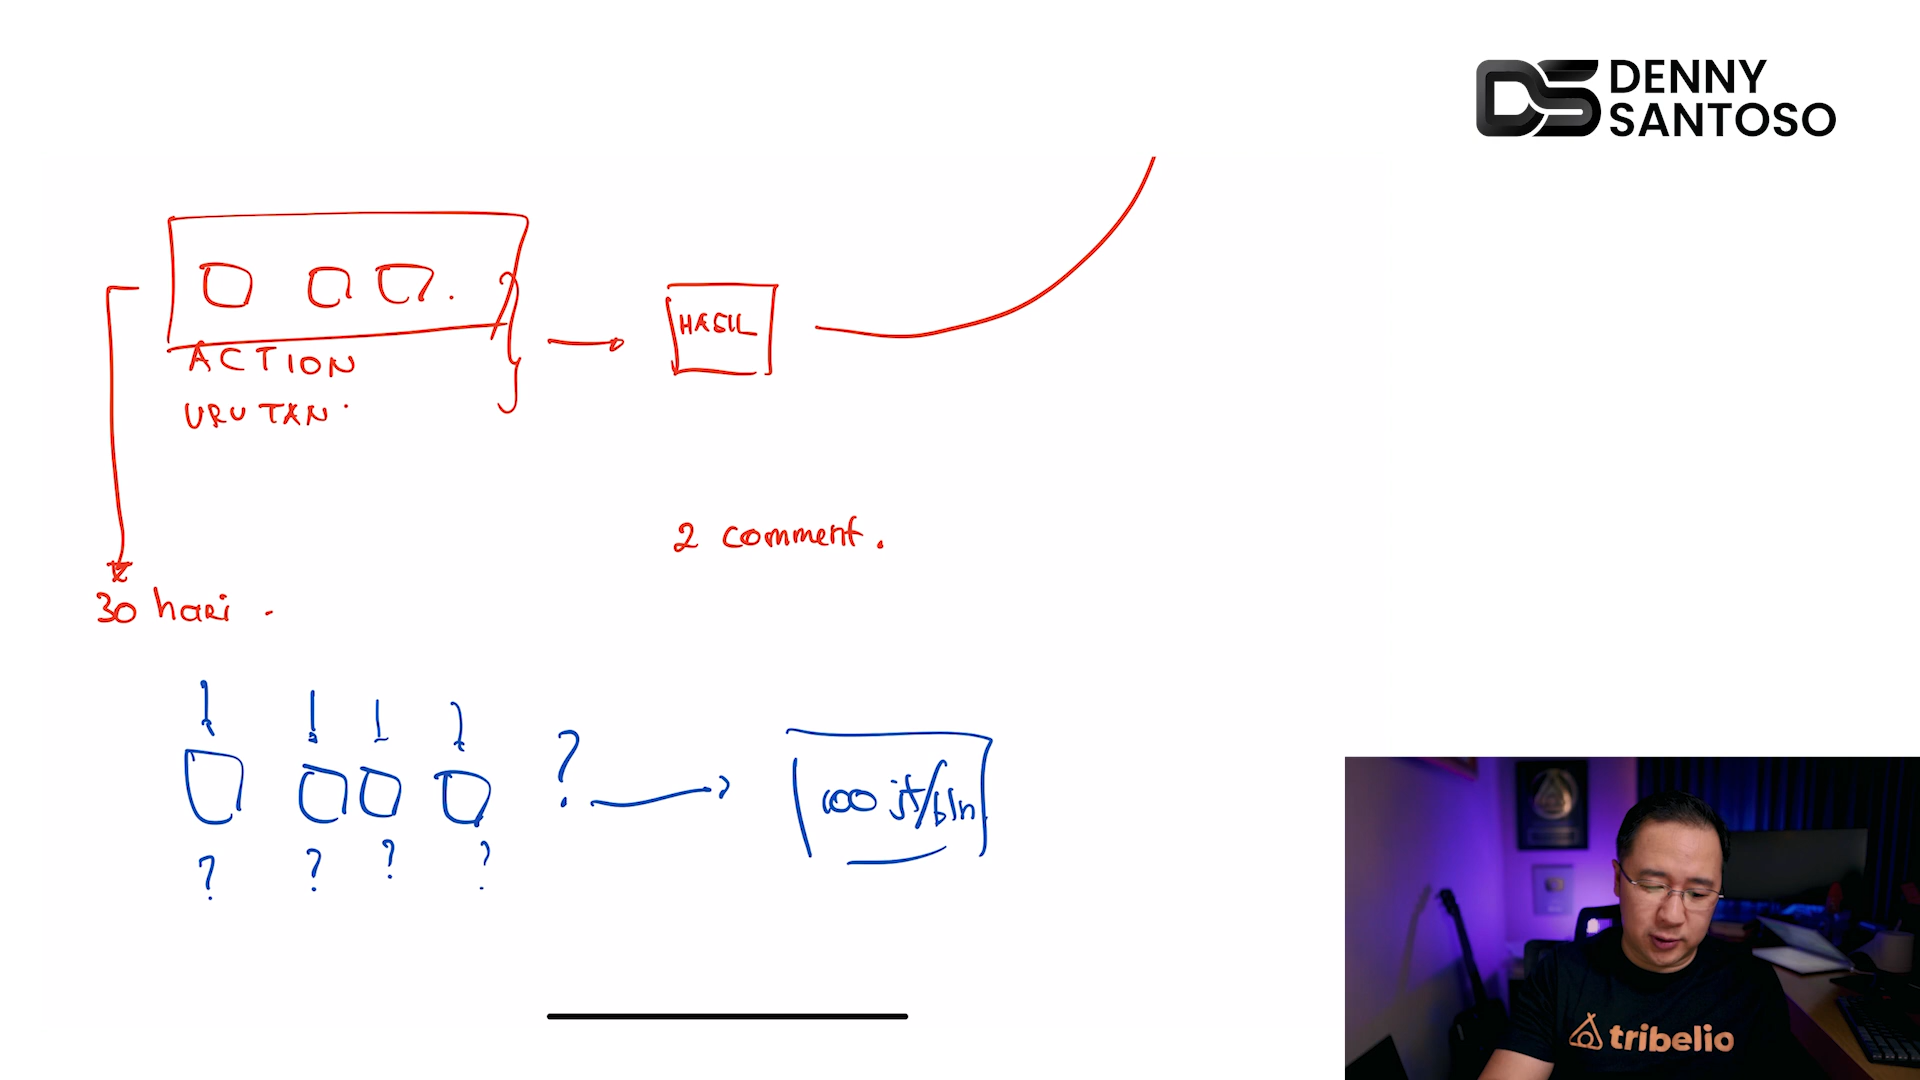 DENNY
SANTOSO
HASIL
ACTION
URUTAN
2 comment.
30 hari
?
100 jt/bln
? ? ? ?
tribelio